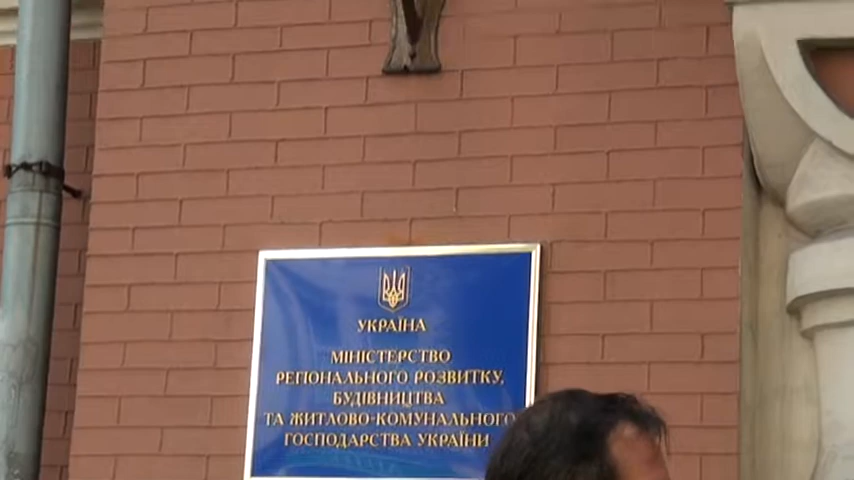 УКРАЇНА
МІНІСТЕРСТВО
РЕГІОНАЛЬНОГО РОЗВИТКУ,
БУДІВНИЦТВА
ТА ЖИТЛОВО-КОМУНАЛЬНОГО
ГОСПОДАРСТВА УКРАЇНИ